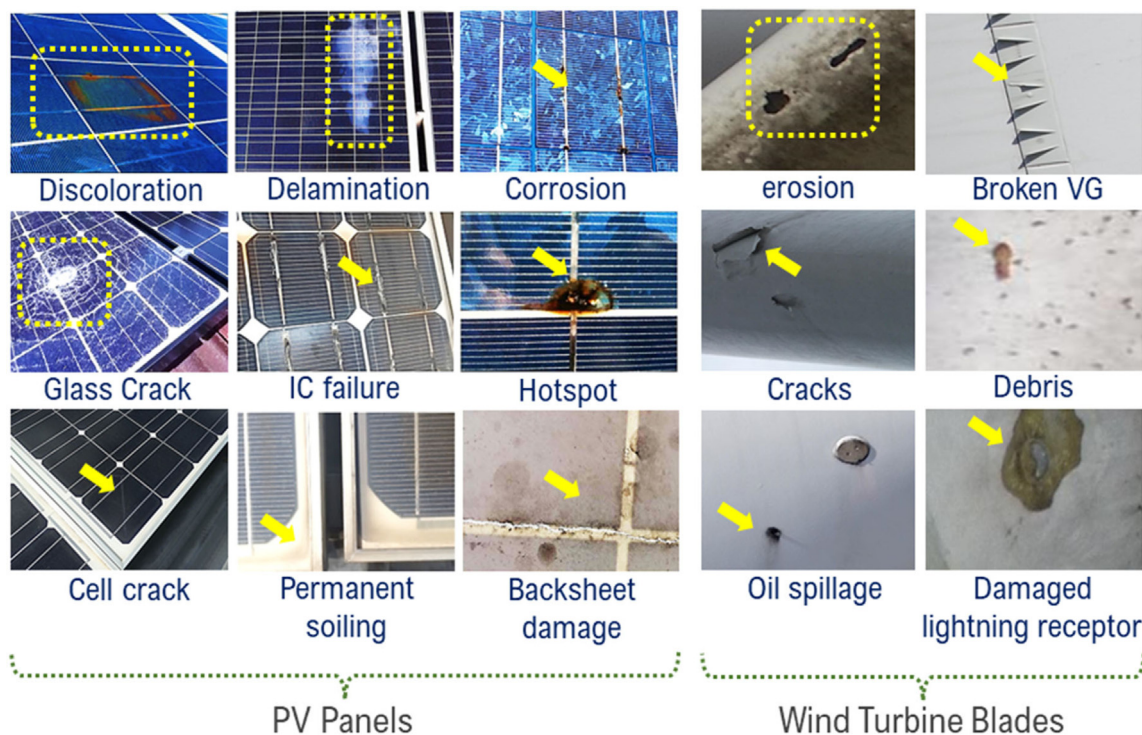 Discoloration
Delamination
Corrosion
erosion
Broken VG
Glass Crack
IC failure
Hotspot
Cracks
Debris
Cell crack
Permanent
soiling
Backsheet
damage
Oil spillage
Damaged
lightning receptor
PV Panels
Wind Turbine Blades